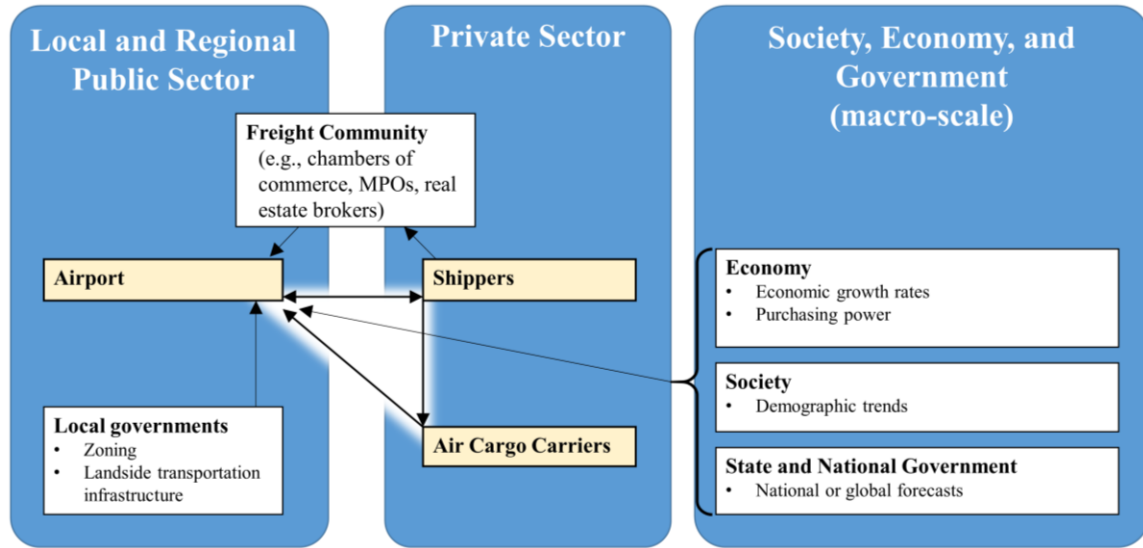 Local and Regional
Public Sector
Private Sector
Society, Economy, and
Government
(macro-scale)
Freight Community
(e.g., chambers of
commerce, MPOs, real
estate brokers)
Airport
Shippers
Economy
• Economic growth rates
• Purchasing power
Society
• Demographic trends
Local governments
• Zoning
• Landside transportation
infrastructure
Air Cargo Carriers
State and National Government
• National or global forecasts